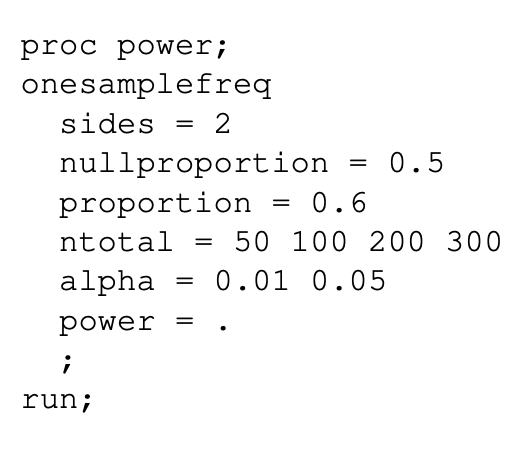 proc power;
onesamplefreq
  sides = 2
  nullproportion = 0.5
  proportion = 0.6
  ntotal = 50 100 200 300
  alpha = 0.01 0.05
  power = .
  ;
run;